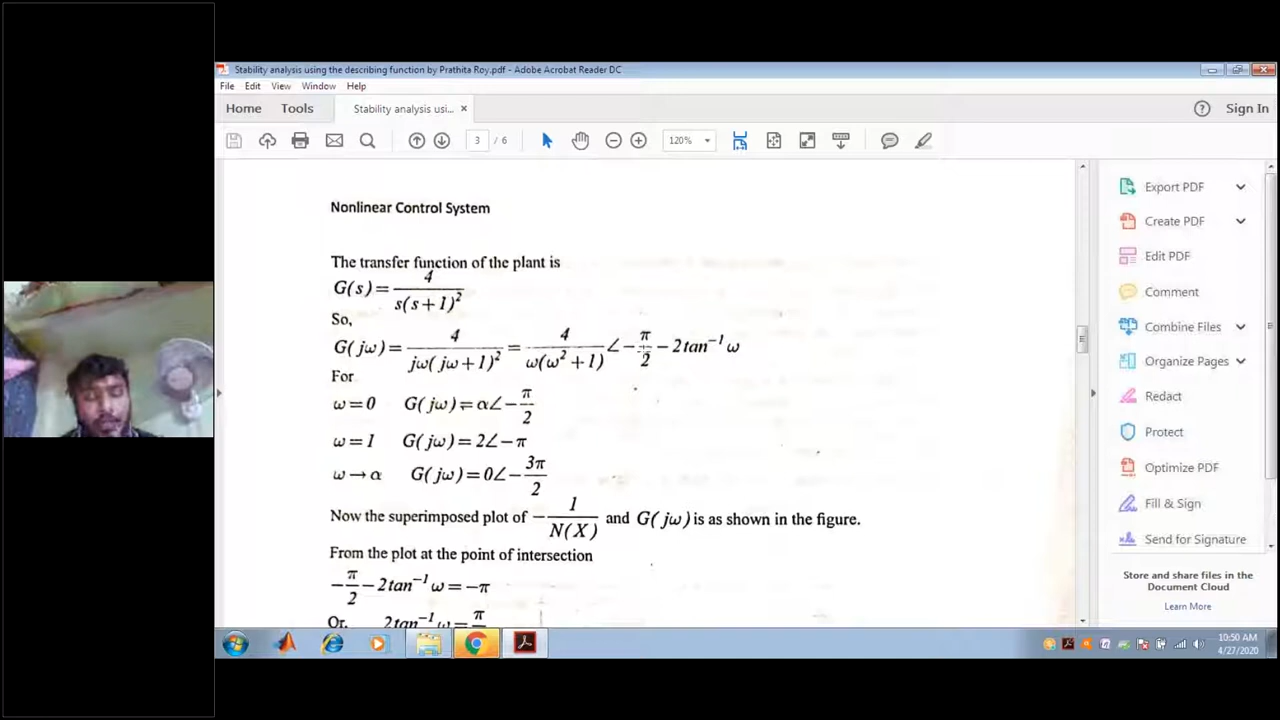 Stability analysis using the describing function by Prathita Roy.pdf - Adobe Acrobat Reader DC
File Edit View Window Help
Home Tools Stability analysis usi... × Sign In
3 / 6 120%
Nonlinear Control System
The transfer function of the plant is
G(s) = 4 / s(s+1)²
So,
G(jω) = 4 / jω(jω+1)² = 4 / ω(ω²+1) ∠ − π/2 − 2tan⁻¹ ω
For
ω=0 G(jω) = α∠ − π/2
ω=1 G(jω) = 2∠ − π
ω→α G(jω) = 0∠ − 3π/2
Now the superimposed plot of − 1/N(X) and G(jω) is as shown in the figure.
From the plot at the point of intersection
− π/2 − 2tan⁻¹ ω = −π
Or, 2tan⁻¹ ω = π
Export PDF
Create PDF
Edit PDF
Comment
Combine Files
Organize Pages
Redact
Protect
Optimize PDF
Fill & Sign
Send for Signature
Store and share files in the
Document Cloud
Learn More
10:50 AM
4/27/2020